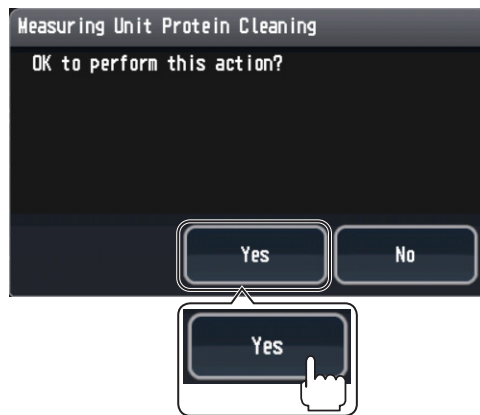 Measuring Unit Protein Cleaning
OK to perform this action?
Yes No
Yes